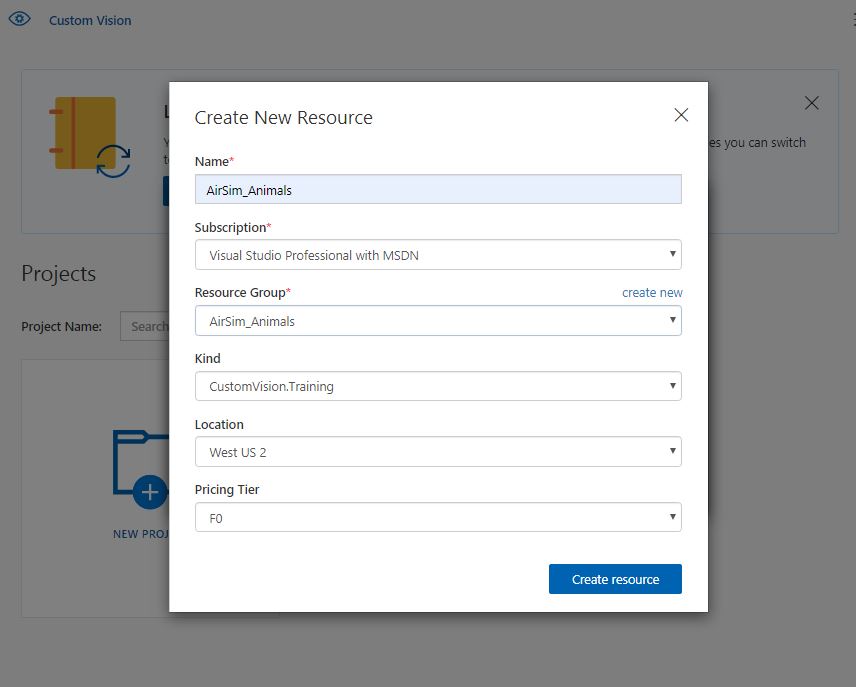 Custom Vision
Create New Resource
es you can switch
Name*
AirSim_Animals
Subscription*
Visual Studio Professional with MSDN
Projects
Resource Group*
create new
Project Name:
Search
AirSim_Animals
Kind
CustomVision.Training
Location
West US 2
Pricing Tier
F0
NEW PROJ
Create resource